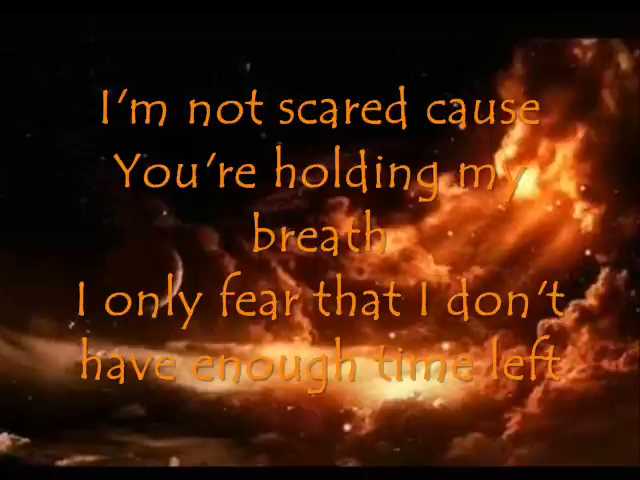 I'm not scared cause
You're holding my
breath
I only fear that I don't
have enough time left